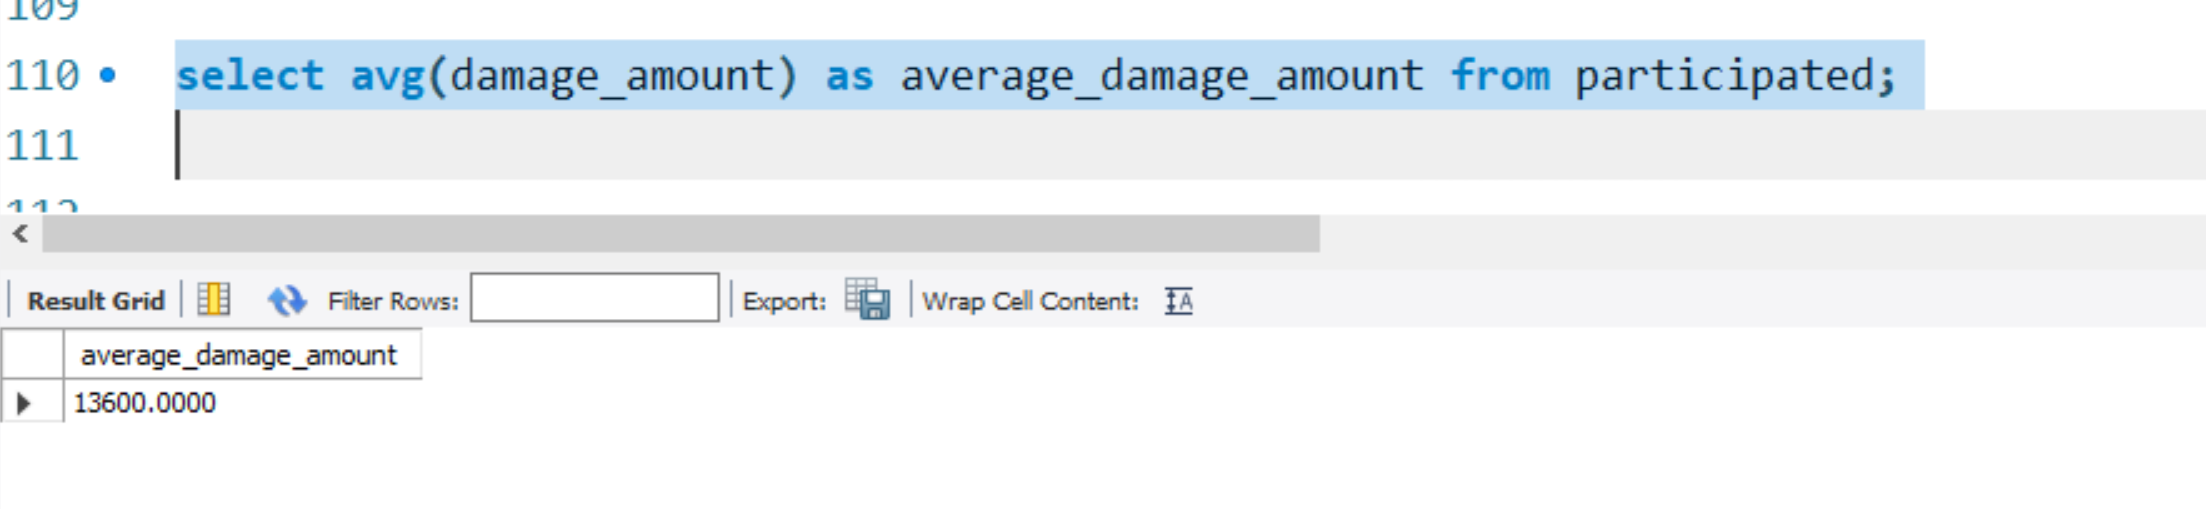 109
110 select avg(damage_amount) as average_damage_amount from participated;
111
112
Result Grid Filter Rows: Export: Wrap Cell Content:
average_damage_amount
13600.0000